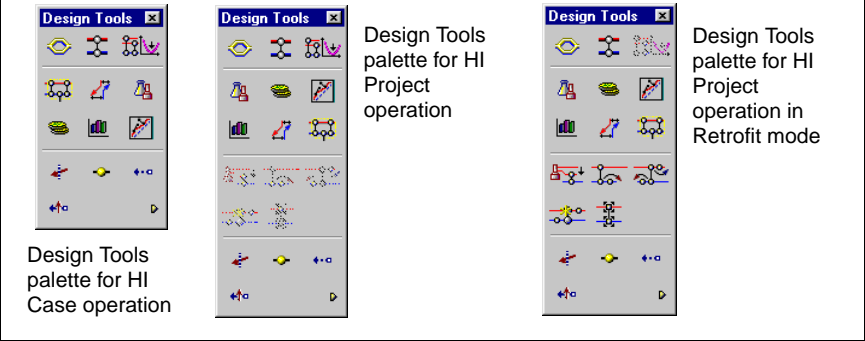 Design Tools
Design Tools
palette for HI
Case operation
Design Tools
Design Tools
palette for HI
Project
operation
Design Tools
Design Tools
palette for HI
Project
operation in
Retrofit mode